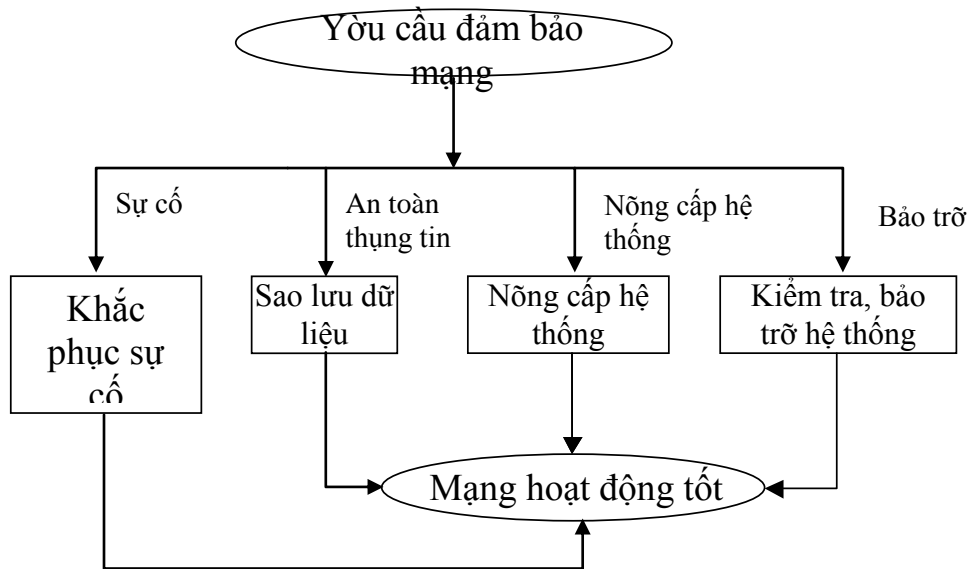 Yờu cầu đảm bảo
mạng
Sự cố
An toàn
thụng tin
Nõng cấp hệ
thống
Bảo trỡ
Khắc
phục sự
cố
Sao lưu dữ
liệu
Nõng cấp hệ
thống
Kiểm tra, bảo
trỡ hệ thống
Mạng hoạt động tốt